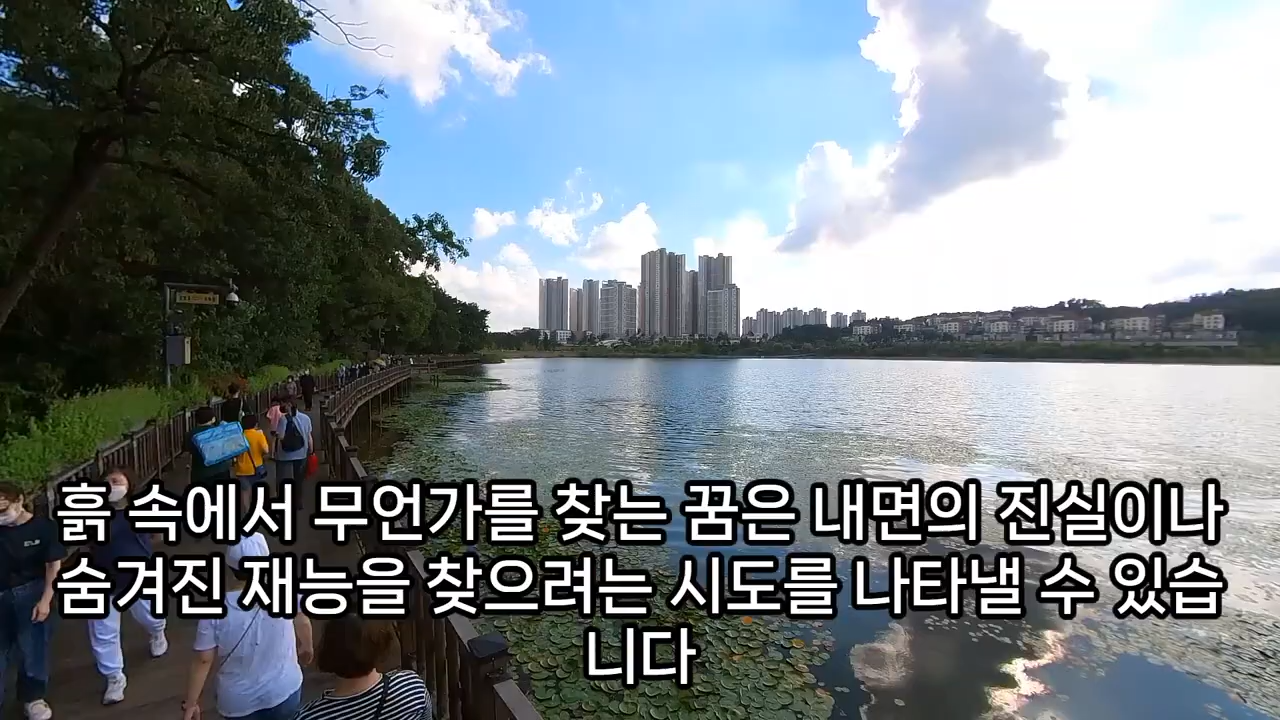 흙 속에서 무언가를 찾는 꿈은 내면의 진실이나
숨겨진 재능을 찾으려는 시도를 나타낼 수 있습
니다